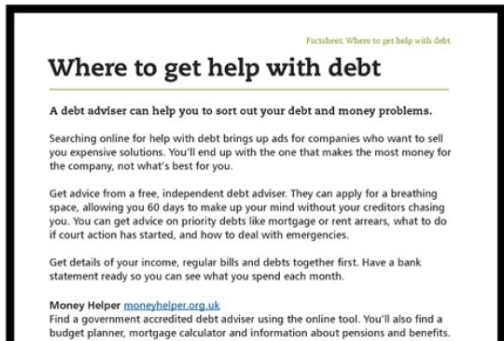 Factsheet: Where to get help with debt
Where to get help with debt
A debt adviser can help you to sort out your debt and money problems.
Searching online for help with debt brings up ads for companies who want to sell
you expensive solutions. You'll end up with the one that makes the most money for
the company, not what's best for you.
Get advice from a free, independent debt adviser. They can apply for a breathing
space, allowing you 60 days to make up your mind without your creditors chasing
you. You can get advice on priority debts like mortgage or rent arrears, what to do
if court action has started, and how to deal with emergencies.
Get details of your income, regular bills and debts together first. Have a bank
statement ready so you can see what you spend each month.
Money Helper moneyhelper.org.uk
Find a government accredited debt adviser using the online tool. You'll also find a
budget planner, mortgage calculator and information about pensions and benefits.